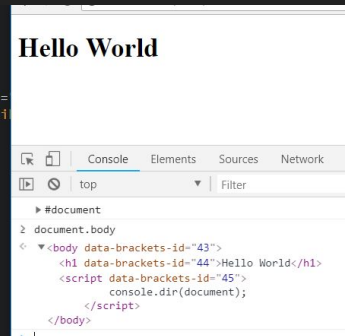 Hello World
Console Elements Sources Network
top Filter
#document
document.body
<body data-brackets-id="43">
<h1 data-brackets-id="44">Hello World</h1>
<script data-brackets-id="45">
console.dir(document);
</script>
</body>